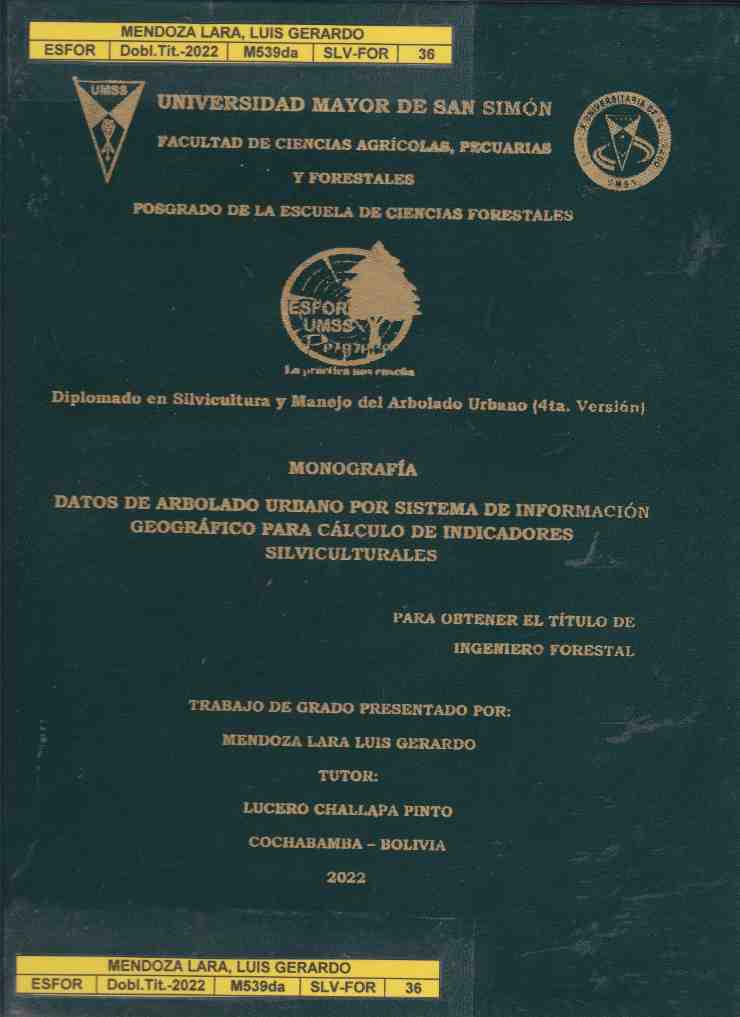 MENDOZA LARA, LUIS GERARDO
ESFOR Dobl.Tit.-2022 M539da SLV-FOR 36
UMSS
UNIVERSIDAD MAYOR DE SAN SIMÓN
FACULTAD DE CIENCIAS AGRÍCOLAS, PECUARIAS
Y FORESTALES
POSGRADO DE LA ESCUELA DE CIENCIAS FORESTALES
ESFOR
UMSS
La práctica nos enseña
Diplomado en Silvicultura y Manejo del Arbolado Urbano (4ta. Versión)
MONOGRAFÍA
DATOS DE ARBOLADO URBANO POR SISTEMA DE INFORMACIÓN
GEOGRÁFICO PARA CÁLCULO DE INDICADORES
SILVICULTURALES
PARA OBTENER EL TÍTULO DE
INGENIERO FORESTAL
TRABAJO DE GRADO PRESENTADO POR:
MENDOZA LARA LUIS GERARDO
TUTOR:
LUCERO CHALLAPA PINTO
COCHABAMBA – BOLIVIA
2022
MENDOZA LARA, LUIS GERARDO
ESFOR Dobl.Tit.-2022 M539da SLV-FOR 36